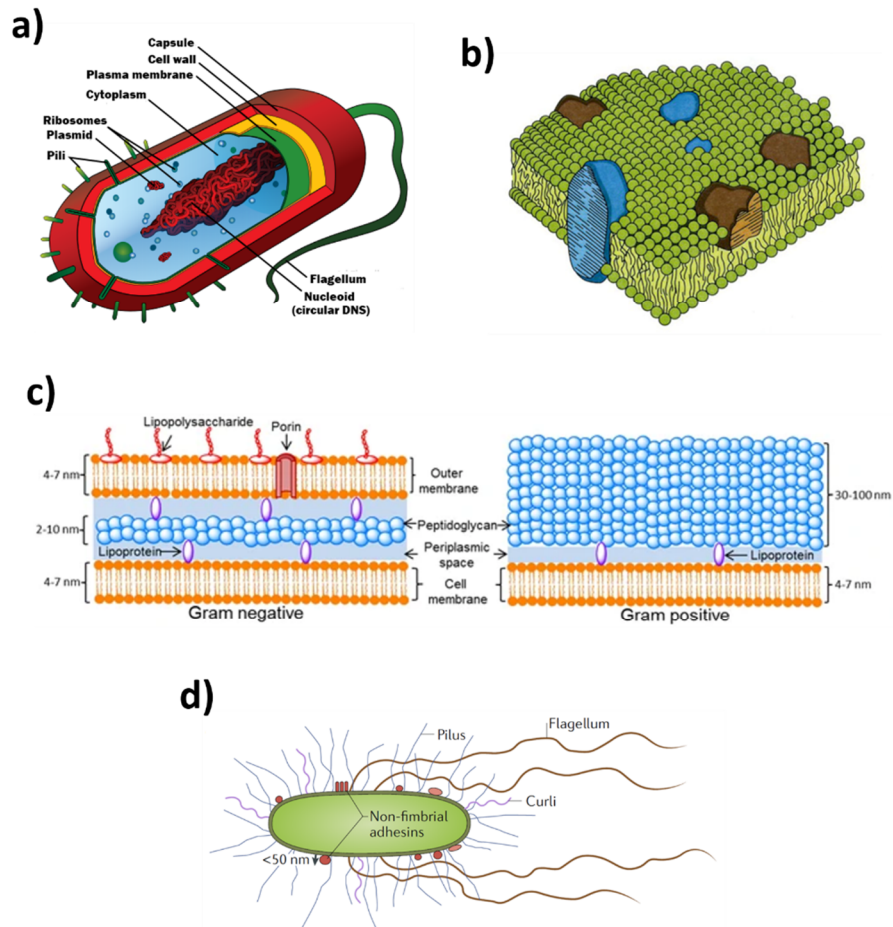 a)
Capsule
Cell wall
Plasma membrane
Cytoplasm
Ribosomes
Plasmid
Pili
Flagellum
Nucleoid
(circular DNS)
b)
c)
Lipopolysaccharide
Porin
4-7 nm
Outer
membrane
30-100 nm
2-10 nm
Peptidoglycan
Lipoprotein
Periplasmic
space
Lipoprotein
4-7 nm
Cell
membrane
4-7 nm
Gram negative
Gram positive
d)
Pilus
Flagellum
Curli
Non-fimbrial
adhesins
<50 nm